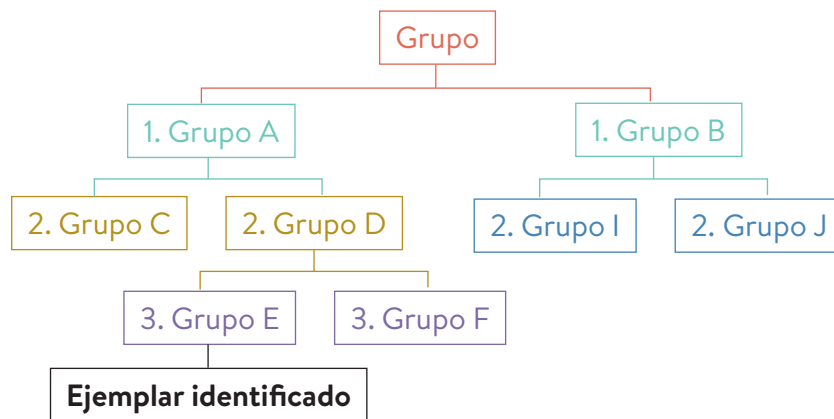 Grupo
1. Grupo A
1. Grupo B
2. Grupo C
2. Grupo D
2. Grupo I
2. Grupo J
3. Grupo E
3. Grupo F
Ejemplar identificado